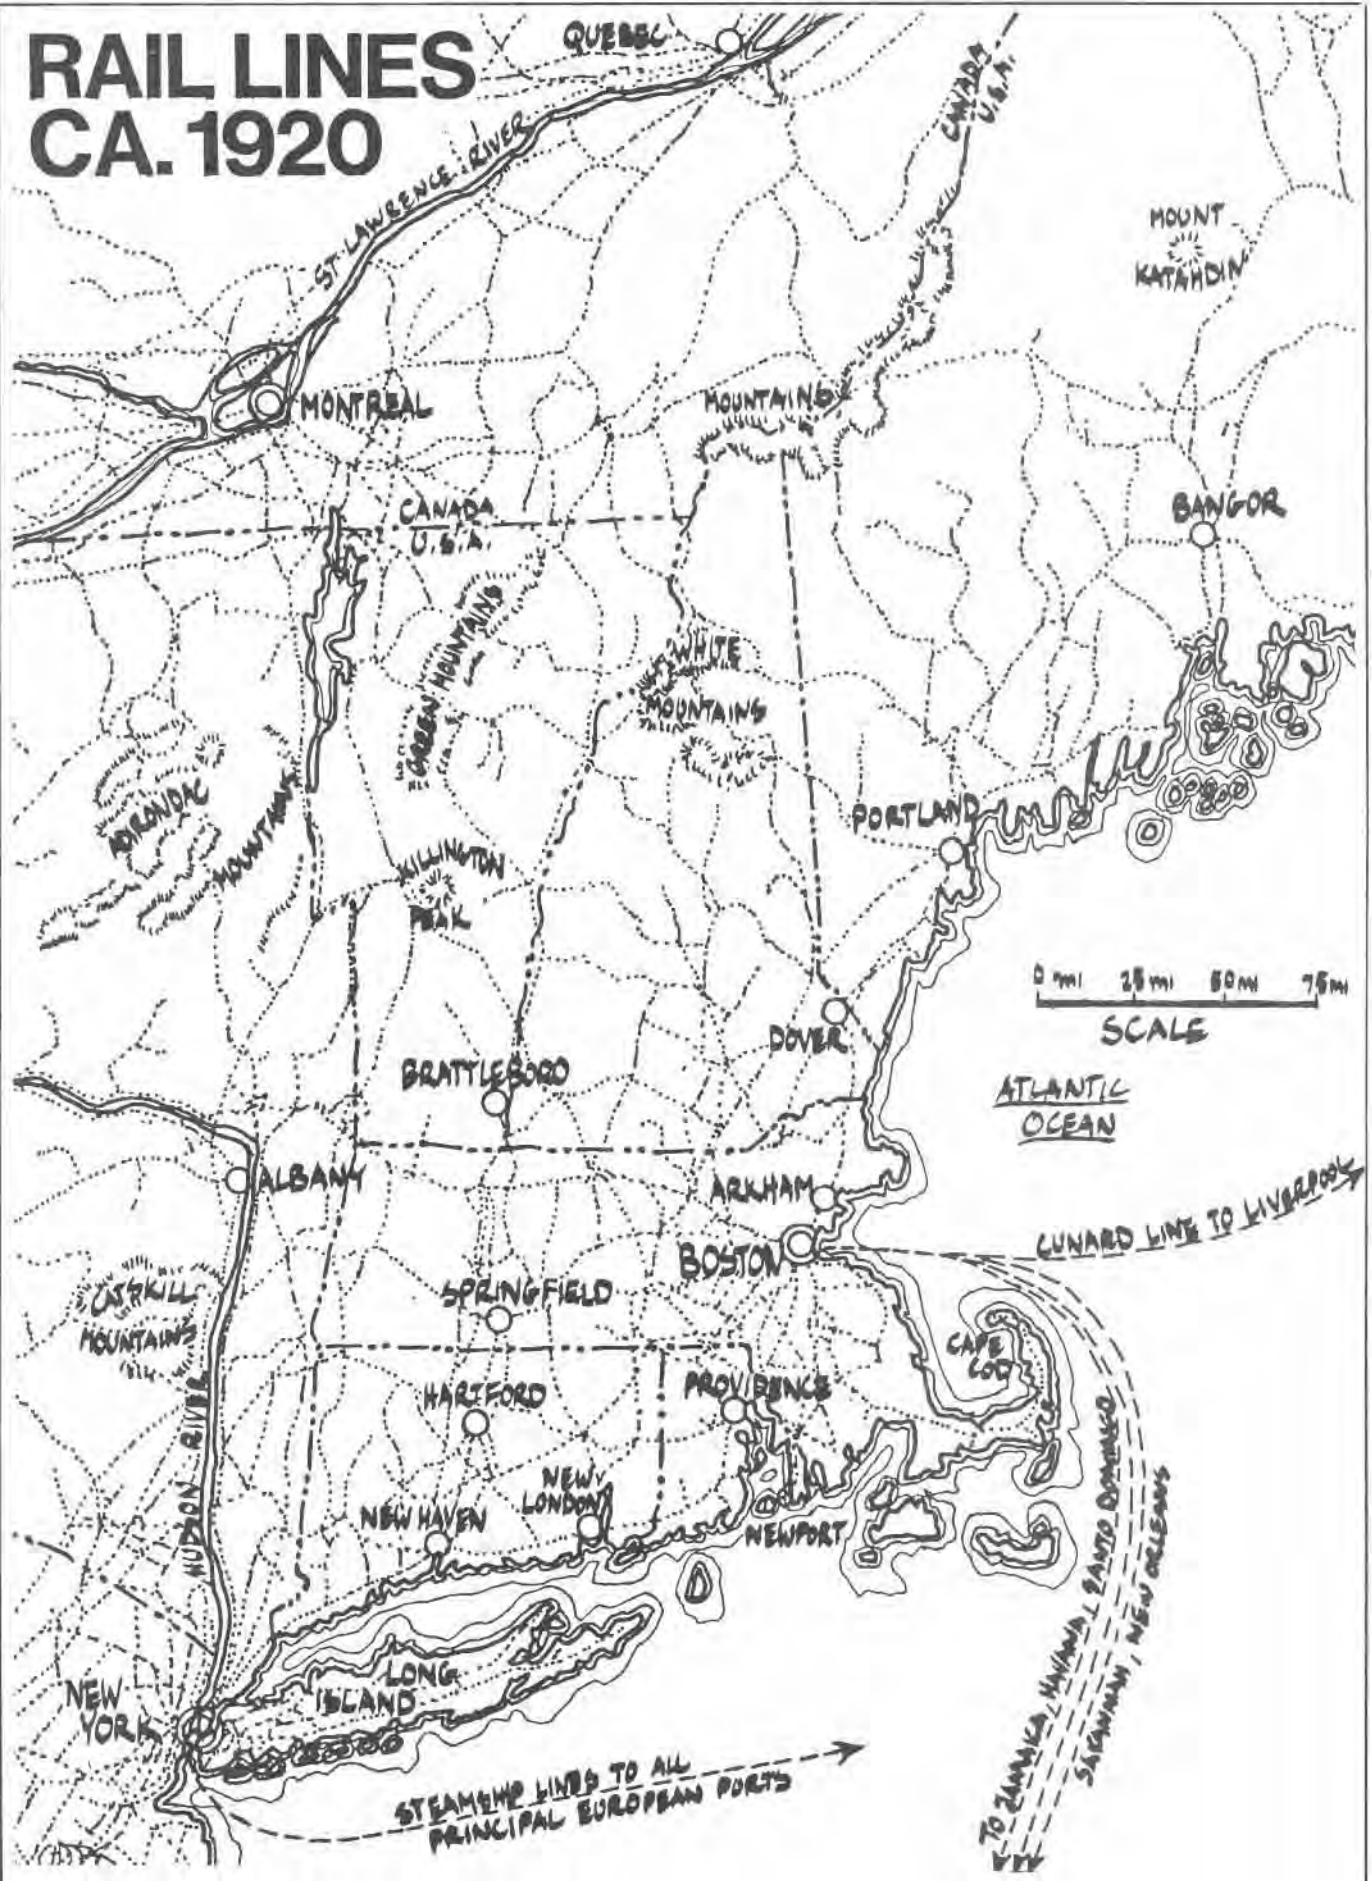 RAIL LINES
CA. 1920
QUEBEC
CANADA
U.S.A.
ST. LAWRENCE RIVER
MOUNT
KATAHDIN
MONTREAL
MOUNTAINS
CANADA
U.S.A.
BANGOR
GREEN MOUNTAINS
WHITE
MOUNTAINS
ADIRONDAC
MOUNTAINS
PORTLAND
KILLINGTON
PEAK
0 mi 25 mi 50 mi 75 mi
SCALE
DOVER
BRATTLEBORO
ATLANTIC
OCEAN
ALBANY
ARKHAM
BOSTON
CUNARD LINE TO LIVERPOOL
CATSKILL
MOUNTAINS
SPRINGFIELD
CAPE
COD
HARTFORD
PROVIDENCE
HUDSON RIVER
NEW
LONDON
NEW HAVEN
NEWPORT
LONG
ISLAND
NEW
YORK
STEAMSHIP LINES TO ALL
PRINCIPAL EUROPEAN PORTS
TO JAMAICA, HAVANA, SANTO DOMINGO
SAVANNAH, NEW ORLEANS